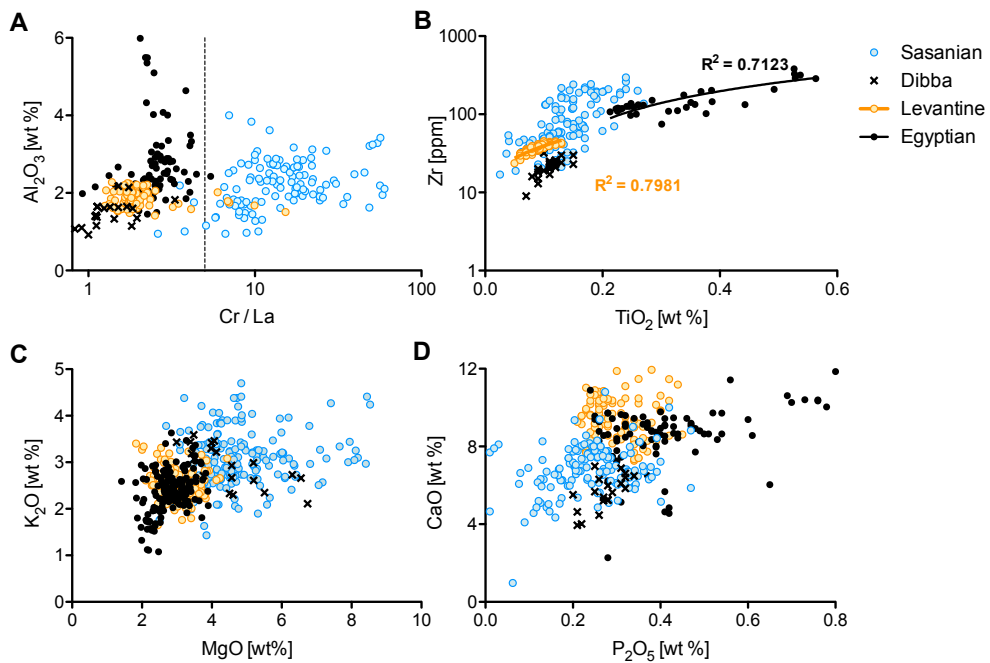 A
Al2O3 [wt %]
6
4
2
0
1
10
100
Cr / La
B
Zr [ppm]
1000
100
10
1
0.0
0.2
0.4
0.6
TiO2 [wt %]
R2 = 0.7123
R2 = 0.7981
Sasanian
Dibba
Levantine
Egyptian
C
K2O [wt %]
5
4
3
2
1
0
0
2
4
6
8
10
MgO [wt%]
D
CaO [wt %]
12
8
4
0
0.0
0.2
0.4
0.6
0.8
P2O5 [wt %]